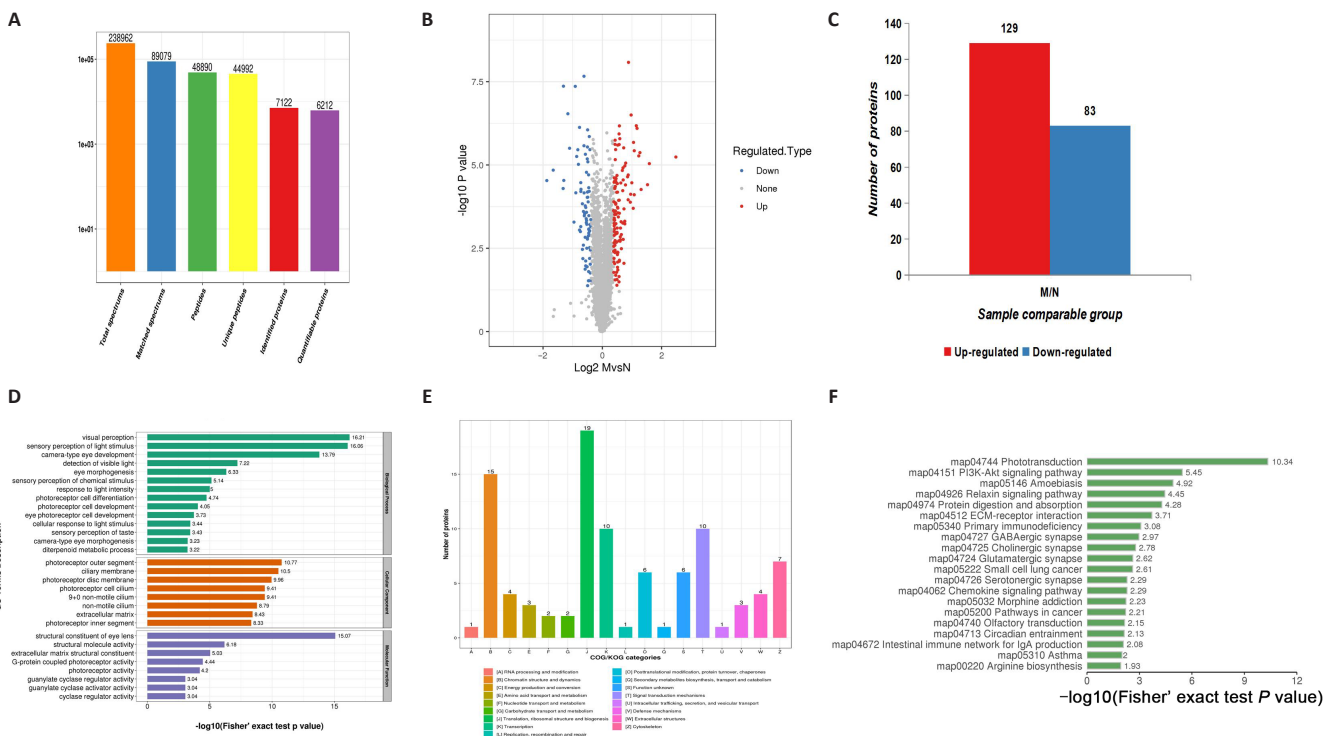 A
238962
89079
48890
44992
7122
6212
1e+05
1e+03
1e+01
Total spectrums
Matched spectrums
Peptides
Unique peptides
Identified proteins
Quantifiable proteins
B
-log10 P value
7.5
5.0
2.5
0
−2
0
2
Log2 MvsN
Regulated.Type
Down
None
Up
C
Number of proteins
140
120
100
80
60
40
20
0
129
83
M/N
Sample comparable group
Up-regulated
Down-regulated
D
visual perception 16.21
sensory perception of light stimulus 16.06
camera-type eye development 13.79
detection of visible light 7.22
eye morphogenesis 6.33
sensory perception of chemical stimulus 5.14
response to light intensity 5
photoreceptor cell differentiation 4.74
photoreceptor cell development 4.05
eye photoreceptor cell development 3.73
cellular response to light stimulus 3.44
sensory perception of taste 3.43
camera-type eye morphogenesis 3.23
diterpenoid metabolic process 3.22
Biological Process
photoreceptor outer segment 10.77
ciliary membrane 10.5
photoreceptor disc membrane 9.96
photoreceptor cell cilium 9.41
9+0 non-motile cilium 9.41
non-motile cilium 8.79
extracellular matrix 8.43
photoreceptor inner segment 8.33
Cellular Component
structural constituent of eye lens 15.07
structural molecule activity 6.18
extracellular matrix structural constituent 5.03
G-protein coupled photoreceptor activity 4.44
photoreceptor activity 4.2
guanylate cyclase regulator activity 3.04
guanylate cyclase activator activity 3.04
cyclase regulator activity 3.04
Molecular Function
0
5
10
15
-log10(Fisher' exact test p value)
E
Number of proteins
15
10
5
0
1
15
4
3
2
2
19
10
1
6
1
6
10
1
3
4
7
A B C E F G J K L O Q S T U V W Z
COG/KOG categories
[A] RNA processing and modification
[B] Chromatin structure and dynamics
[C] Energy production and conversion
[E] Amino acid transport and metabolism
[F] Nucleotide transport and metabolism
[G] Carbohydrate transport and metabolism
[J] Translation, ribosomal structure and biogenesis
[K] Transcription
[L] Replication, recombination and repair
[O] Posttranslational modification, protein turnover, chaperones
[Q] Secondary metabolites biosynthesis, transport and catabolism
[S] Function unknown
[T] Signal transduction mechanisms
[U] Intracellular trafficking, secretion, and vesicular transport
[V] Defense mechanisms
[W] Extracellular structures
[Z] Cytoskeleton
F
map04744 Phototransduction 10.34
map04151 PI3K-Akt signaling pathway 5.45
map05146 Amoebiasis 4.92
map04926 Relaxin signaling pathway 4.45
map04974 Protein digestion and absorption 4.28
map04512 ECM-receptor interaction 3.71
map05340 Primary immunodeficiency 3.08
map04727 GABAergic synapse 2.97
map04725 Cholinergic synapse 2.78
map04724 Glutamatergic synapse 2.62
map05222 Small cell lung cancer 2.61
map04726 Serotonergic synapse 2.29
map04062 Chemokine signaling pathway 2.29
map05032 Morphine addiction 2.23
map05200 Pathways in cancer 2.21
map04740 Olfactory transduction 2.15
map04713 Circadian entrainment 2.13
map04672 Intestinal immune network for IgA production 2.08
map05310 Asthma 2
map00220 Arginine biosynthesis 1.93
0
3
6
9
12
−log10(Fisher' exact test P value)